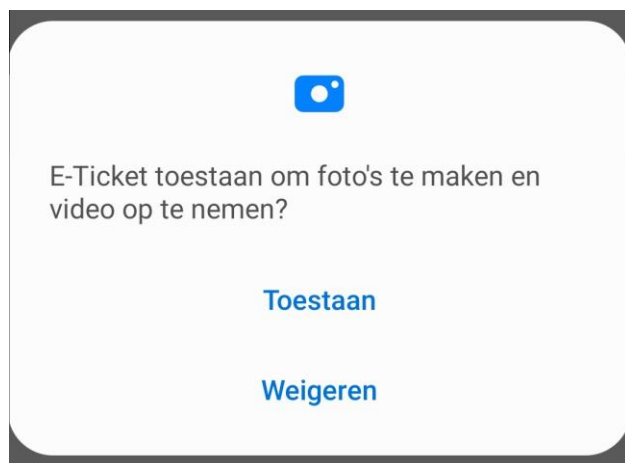 E-Ticket toestaan om foto's te maken en
video op te nemen?
Toestaan
Weigeren